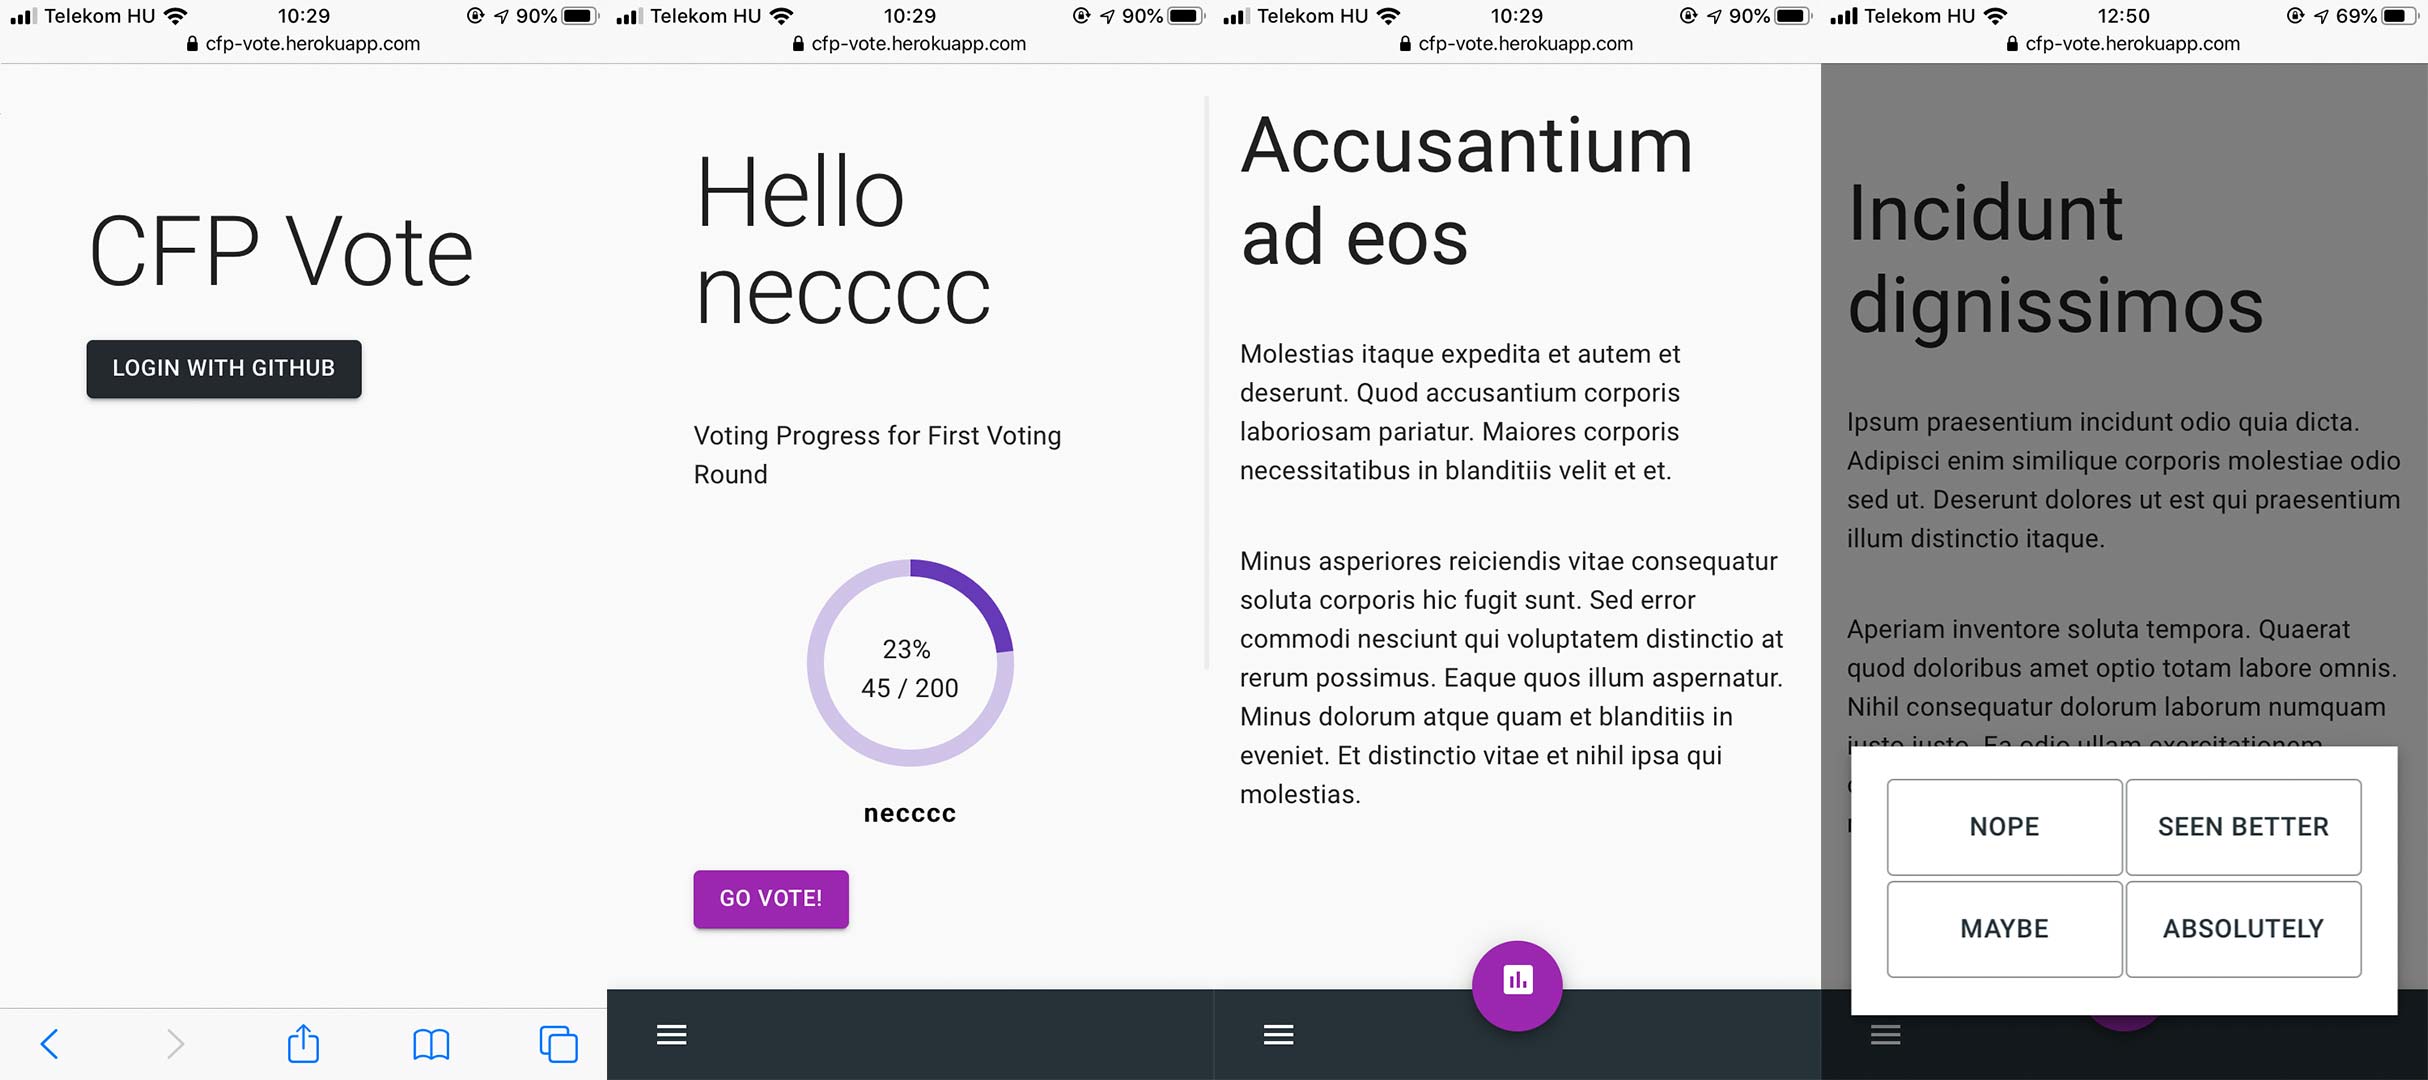 Telekom HU 10:29 90%
cfp-vote.herokuapp.com
CFP Vote
LOGIN WITH GITHUB
Telekom HU 10:29 90%
cfp-vote.herokuapp.com
Hello
necccc
Voting Progress for First Voting
Round
23%
45 / 200
necccc
GO VOTE!
Telekom HU 10:29 90%
cfp-vote.herokuapp.com
Accusantium
ad eos
Molestias itaque expedita et autem et
deserunt. Quod accusantium corporis
laboriosam pariatur. Maiores corporis
necessitatibus in blanditiis velit et et.
Minus asperiores reiciendis vitae consequatur
soluta corporis hic fugit sunt. Sed error
commodi nesciunt qui voluptatem distinctio at
rerum possimus. Eaque quos illum aspernatur.
Minus dolorum atque quam et blanditiis in
eveniet. Et distinctio vitae et nihil ipsa qui
molestias.
Telekom HU 12:50 69%
cfp-vote.herokuapp.com
Incidunt
dignissimos
Ipsum praesentium incidunt odio quia dicta.
Adipisci enim similique corporis molestiae odio
sed ut. Deserunt dolores ut est qui praesentium
illum distinctio itaque.
Aperiam inventore soluta tempora. Quaerat
quod doloribus amet optio totam labore omnis.
Nihil consequatur dolorum laborum numquam
iusto iusto. Ea odio ullam exercitationem
NOPE
SEEN BETTER
MAYBE
ABSOLUTELY